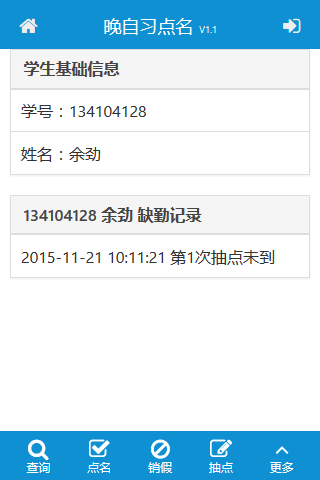 晚自习点名 V1.1
学生基础信息
学号：134104128
姓名：余劲
134104128 余劲 缺勤记录
2015-11-21 10:11:21 第1次抽点未到
查询 点名 销假 抽点 更多